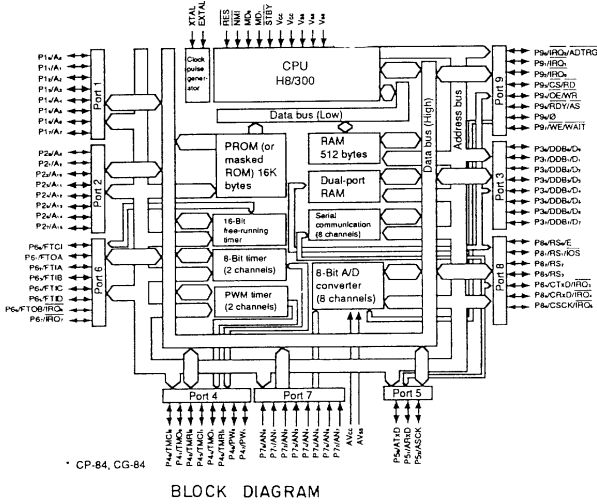 XTAL
EXTAL
RES
NMI
MD₀
MD₁
STBY
Vcc
Vcc
Vss
Vss
Clock pulse gener- ator
CPU
H8/300
Data bus (Low)
Data bus (High)
Address bus
PROM (or
masked
ROM) 16K
bytes
RAM
512 bytes
Dual-port
RAM
16-Bit
free-running
timer
Serial
communication
(8 channels)
8-Bit timer
(2 channels)
8-Bit A/D
converter
(8 channels)
PWM timer
(2 channels)
Port 1
P1₀/A₀
P1₁/A₁
P1₂/A₂
P1₃/A₃
P1₄/A₄
P1₅/A₅
P1₆/A₆
P1₇/A₇
Port 2
P2₀/A₈
P2₁/A₉
P2₂/A₁₀
P2₃/A₁₁
P2₄/A₁₂
P2₅/A₁₃
P2₆/A₁₄
P2₇/A₁₅
Port 6
P6₀/FTCI
P6₁/FTOA
P6₂/FTIA
P6₃/FTIB
P6₄/FTIC
P6₅/FTID
P6₆/FTOB/IRQ₆
P6₇/IRQ₇
Port 9
P9₀/IRQ₂/ADTRG
P9₁/IRQ₁
P9₂/IRQ₀
P9₃/CS/RD
P9₄/OE/WR
P9₅/RDY/AS
P9₆/Ø
P9₇/WE/WAIT
Port 3
P3₀/DDB₀/D₀
P3₁/DDB₁/D₁
P3₂/DDB₂/D₂
P3₃/DDB₃/D₃
P3₄/DDB₄/D₄
P3₅/DDB₅/D₅
P3₆/DDB₆/D₆
P3₇/DDB₇/D₇
Port 8
P8₀/RS₀/E
P8₁/RS₁/IOS
P8₂/RS₂
P8₃/RS₃
P8₄/CTxD/IRQ₃
P8₅/CRxD/IRQ₄
P8₆/CSCK/IRQ₅
Port 4
Port 7
Port 5
P4₀/TMCI₀
P4₁/TMO₀
P4₂/TMRI₀
P4₃/TMCI₁
P4₄/TMO₁
P4₅/TMRI₁
P4₆/PW₀
P4₇/PW₁
P7₀/AN₀
P7₁/AN₁
P7₂/AN₂
P7₃/AN₃
P7₄/AN₄
P7₅/AN₅
P7₆/AN₆
P7₇/AN₇
AVcc
AVss
P5₀/ATxD
P5₁/ARxD
P5₂/ASCK
* CP-84, CG-84
BLOCK DIAGRAM